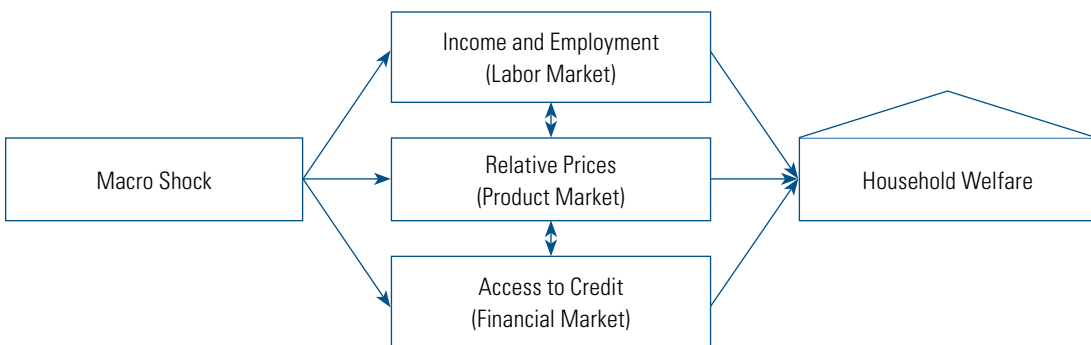 Income and Employment
(Labor Market)
Macro Shock
Relative Prices
(Product Market)
Household Welfare
Access to Credit
(Financial Market)